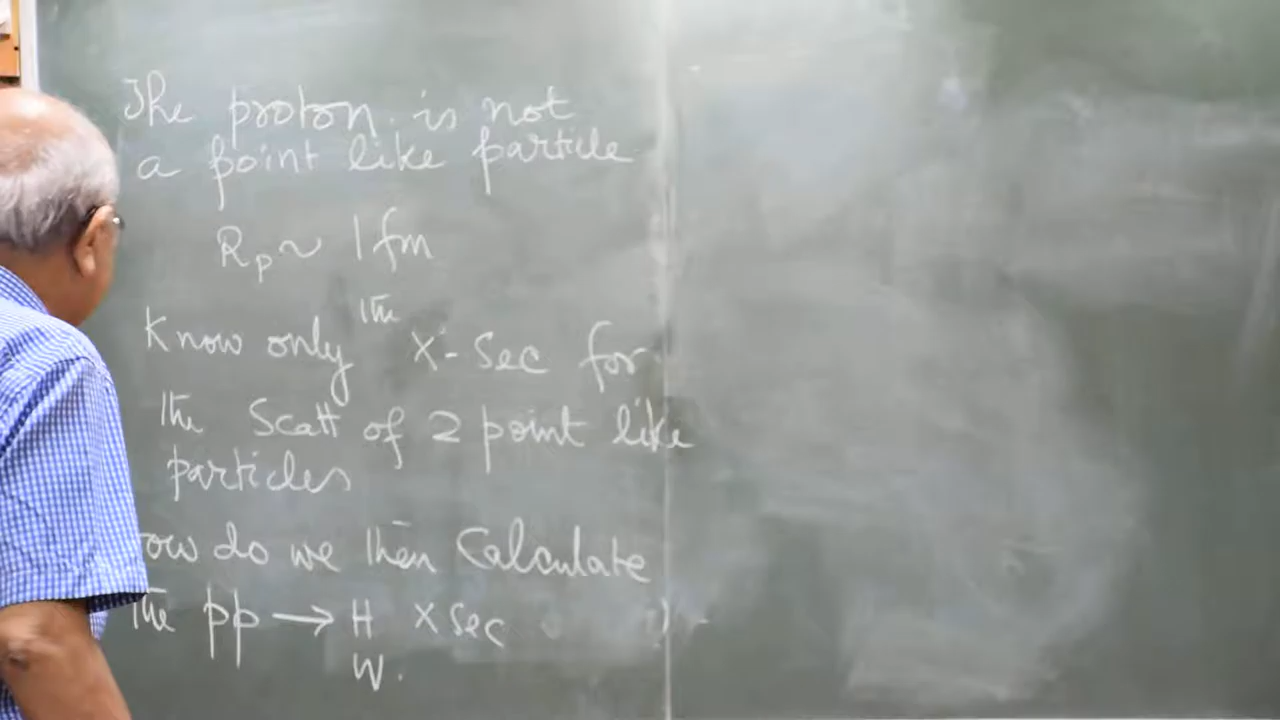 The proton is not
a point like particle
Rp ~ 1 fm
Know only the X-Sec for
the Scatt of 2 point like
particles
ow do we then Calculate
the pp → H X Sec
W.